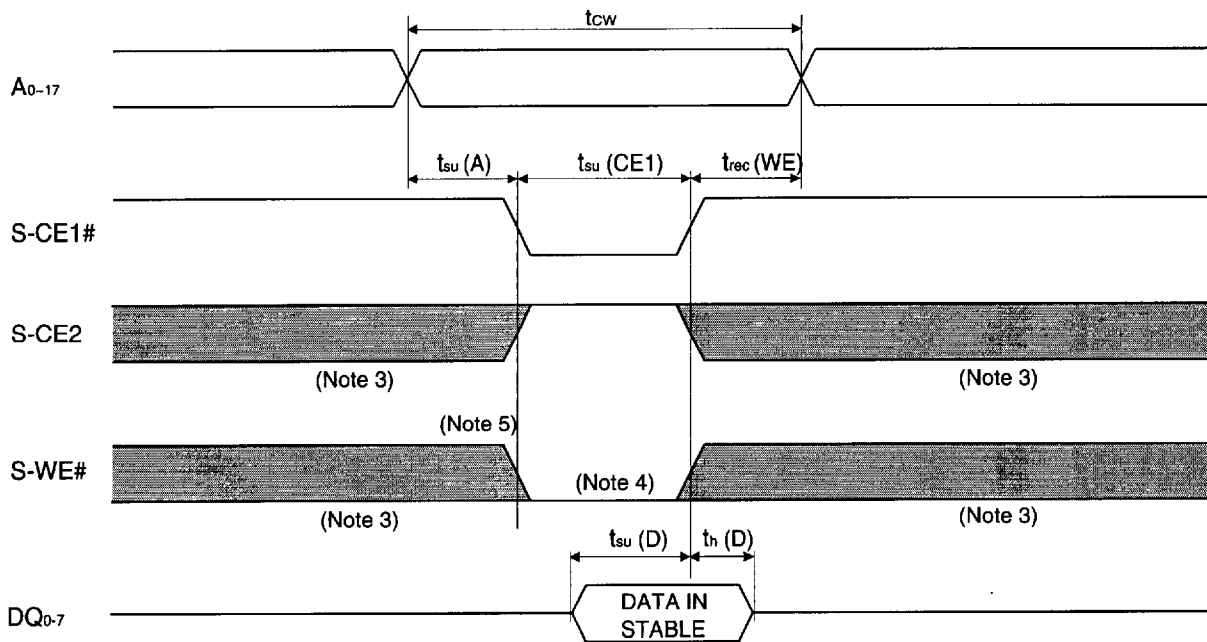 tCW
A0~17
tsu (A) tsu (CE1) trec (WE)
S-CE1#
S-CE2
(Note 3) (Note 3)
(Note 5)
S-WE#
(Note 4)
(Note 3) (Note 3)
tsu (D) th (D)
DQ0-7
DATA IN
STABLE